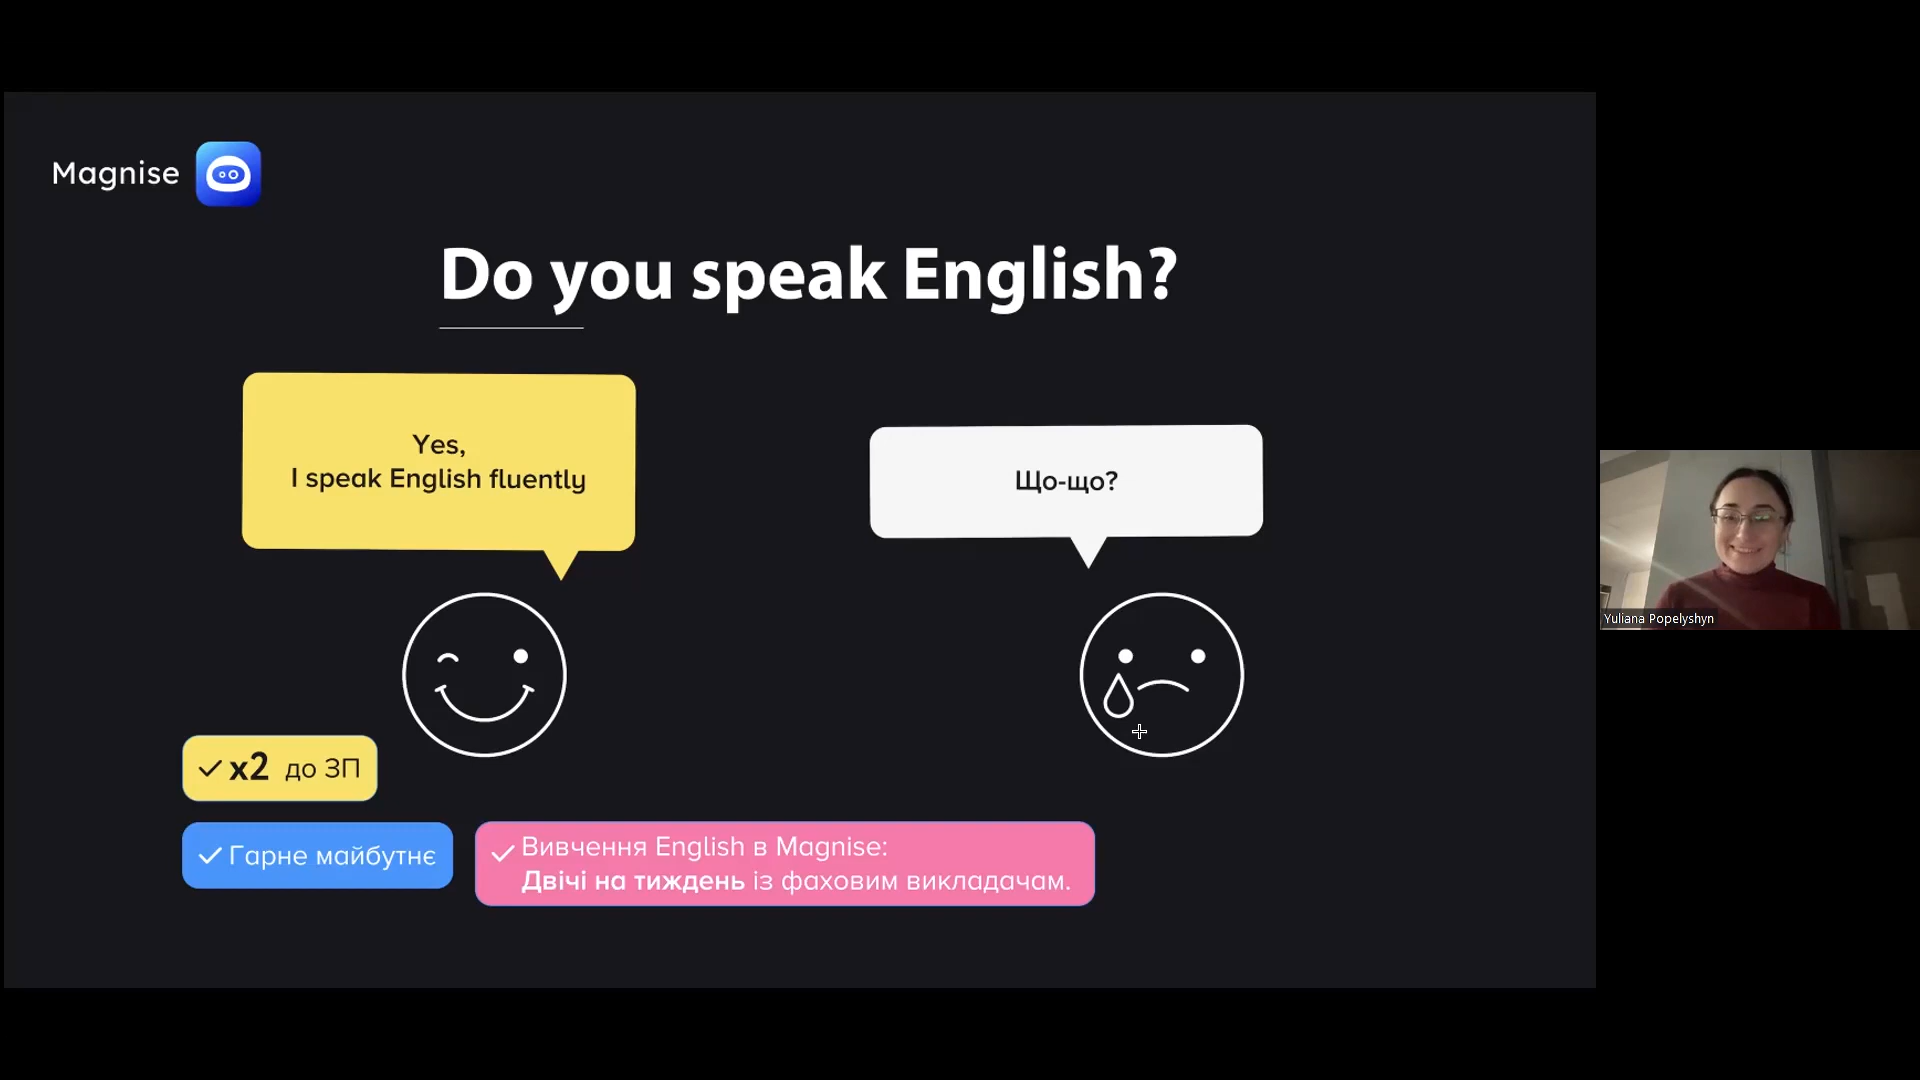 Magnise
Do you speak English?
Yes,
I speak English fluently
Що-що?
x2 до ЗП
Гарне майбутнє
Вивчення English в Magnise:
Двічі на тиждень із фаховим викладачам.
Yuliana Popelyshyn